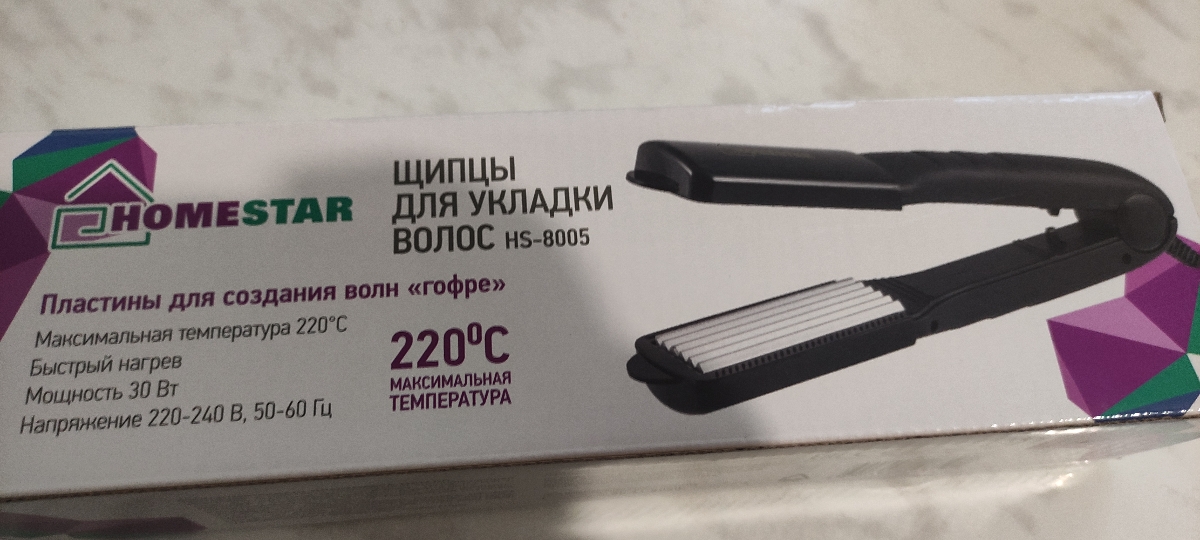 HOMESTAR
ЩИПЦЫ
ДЛЯ УКЛАДКИ
ВОЛОС HS-8005
Пластины для создания волн «гофре»
Максимальная температура 220°С
Быстрый нагрев
Мощность 30 Вт
Напряжение 220-240 В, 50-60 Гц
220⁰С
МАКСИМАЛЬНАЯ
ТЕМПЕРАТУРА